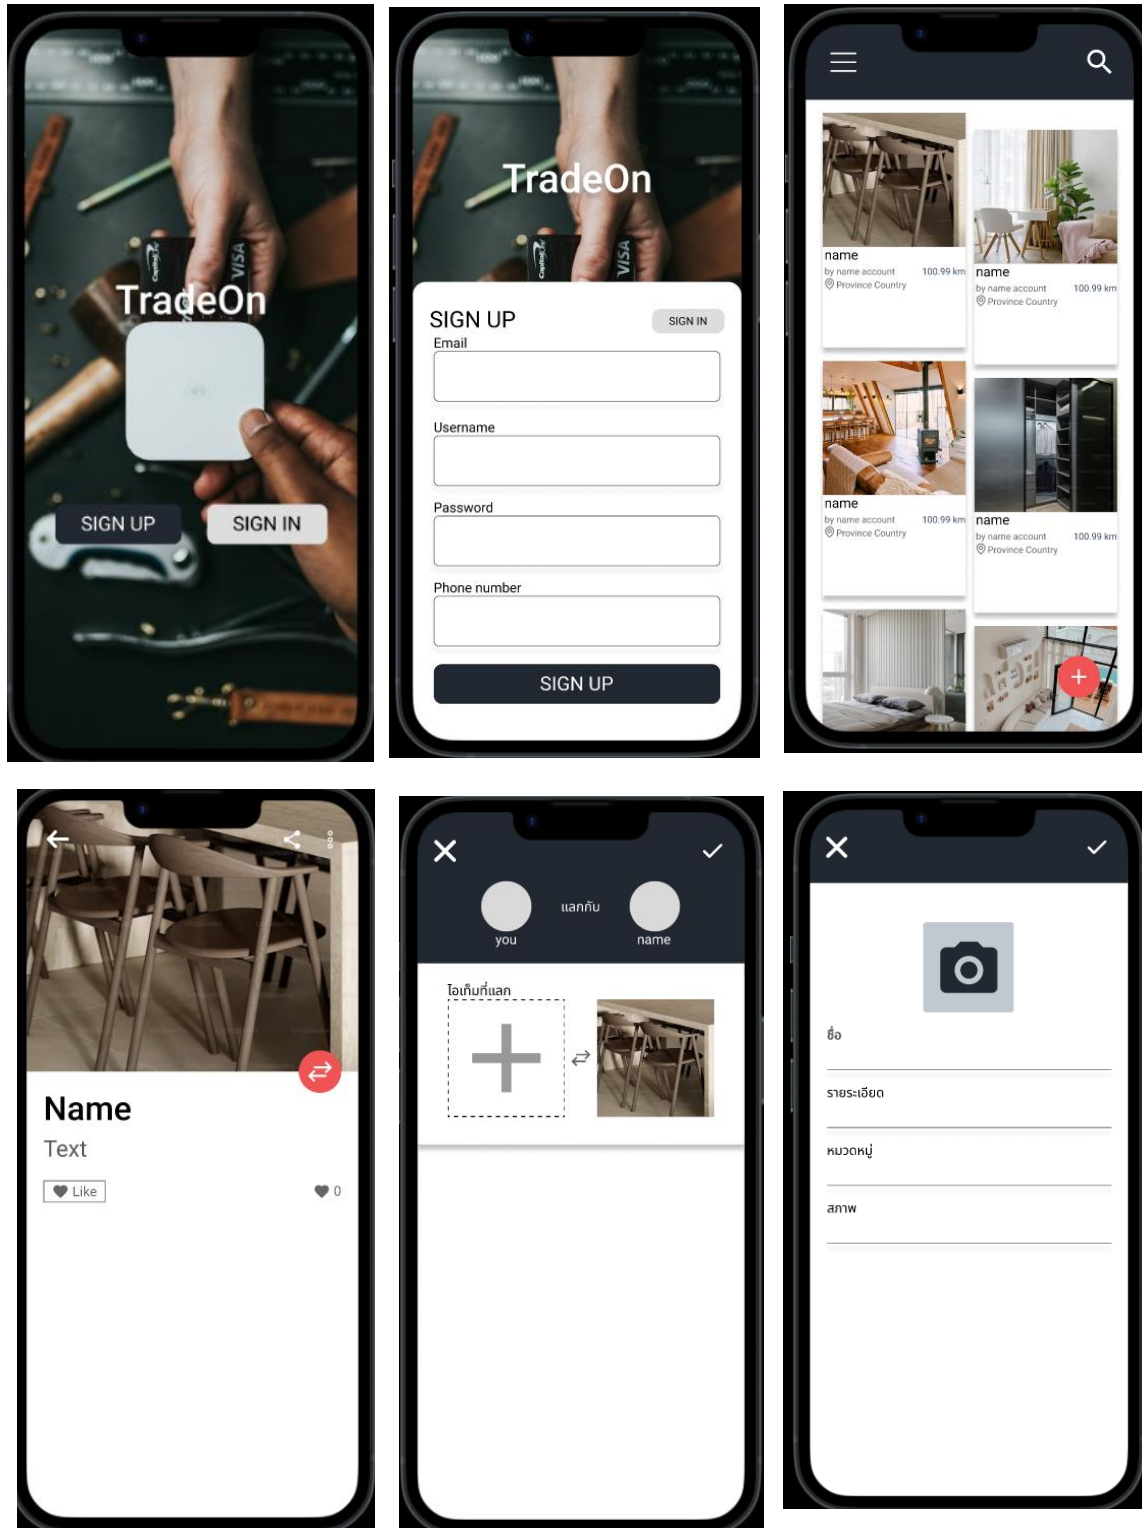 TradeOn
SIGN UP
SIGN IN
VISA
TradeOn
VISA
SIGN UP
SIGN IN
Email
Username
Password
Phone number
SIGN UP
name
by name account 100.99 km
Province Country
name
by name account 100.99 km
Province Country
name
by name account 100.99 km
Province Country
name
by name account 100.99 km
Province Country
Name
Text
Like
0
แลกกับ
you
name
ไอเท็มที่แลก
ชื่อ
รายระเอียด
หมวดหมู่
สภาพ